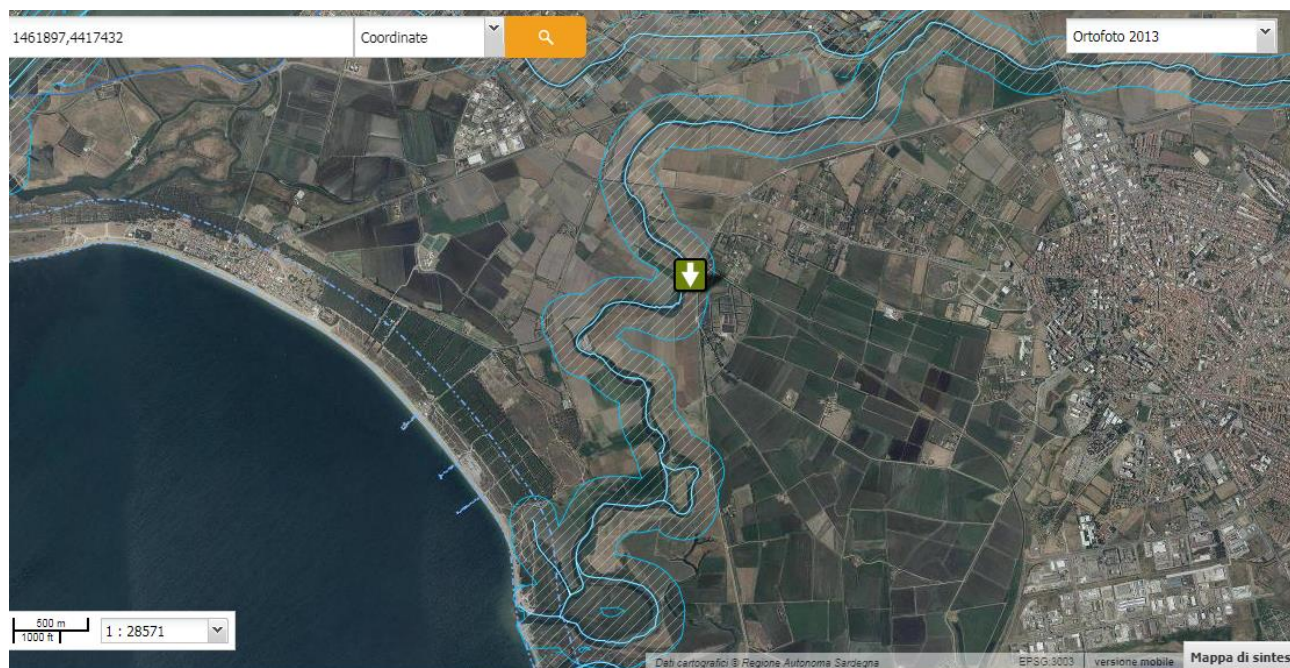 1461897,4417432
Coordinate
Ortofoto 2013
500 m
1000 ft
1 : 28571
Dati cartografici © Regione Autonoma Sardegna
EPSG:3003
versione mobile
Mappa di sintes